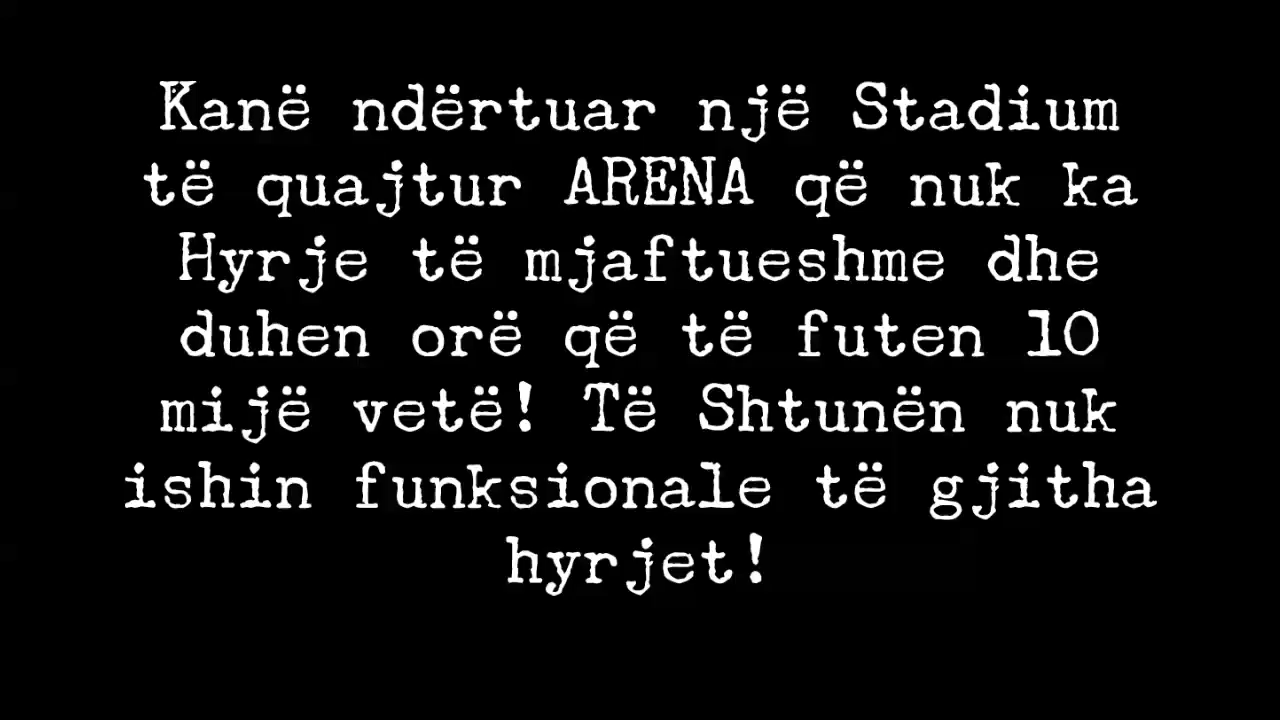 Kanë ndërtuar një Stadium
të quajtur ARENA që nuk ka
Hyrje të mjaftueshme dhe
duhen orë që të futen 10
mijë vetë! Të Shtunën nuk
ishin funksionale të gjitha
hyrjet!